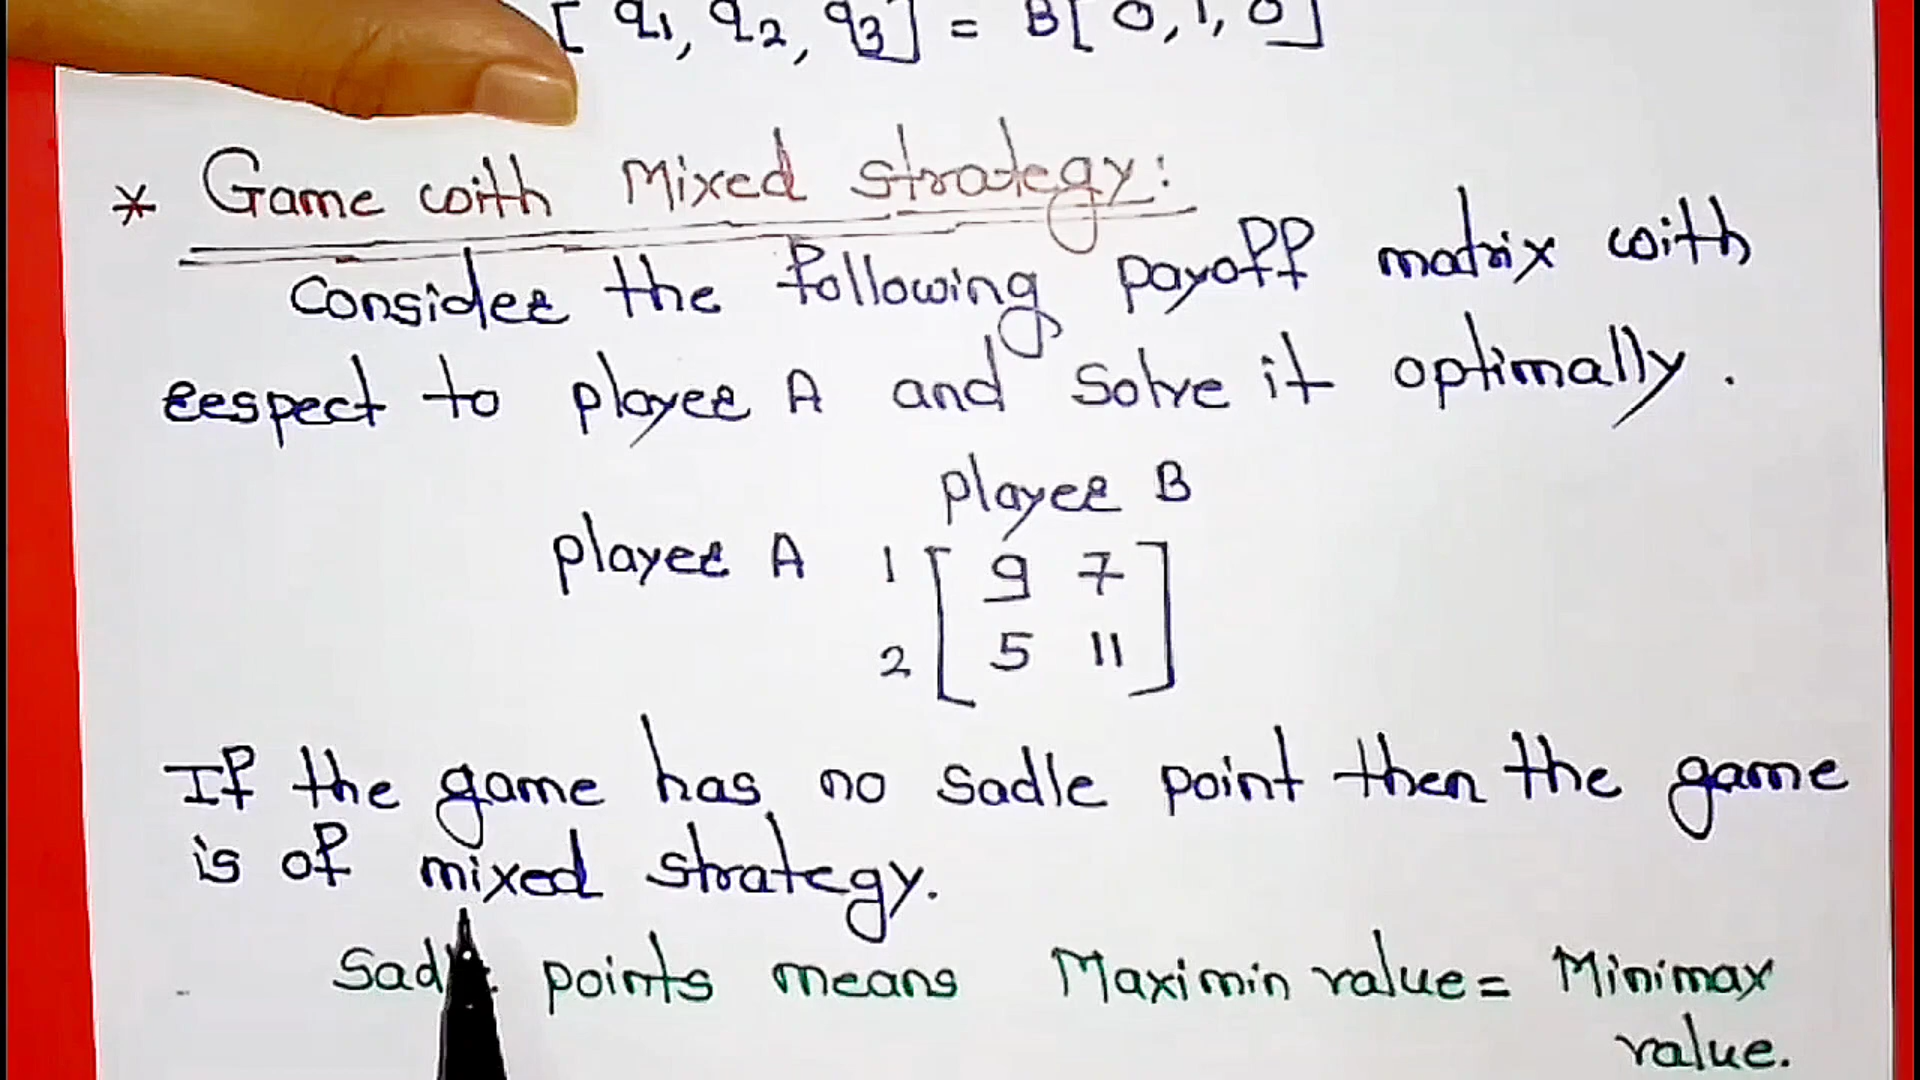 [ q1, q2, q3] = B[ 0, 1, 0 ]
* Game with Mixed Strategy:
Consider the following payoff matrix with
respect to player A and Solve it optimally.
player B
player A 1 [ 9 7
2 5 11 ]
If the game has no Sadle point then the game
is of mixed strategy.
points means Maximin value = Minimax
value.